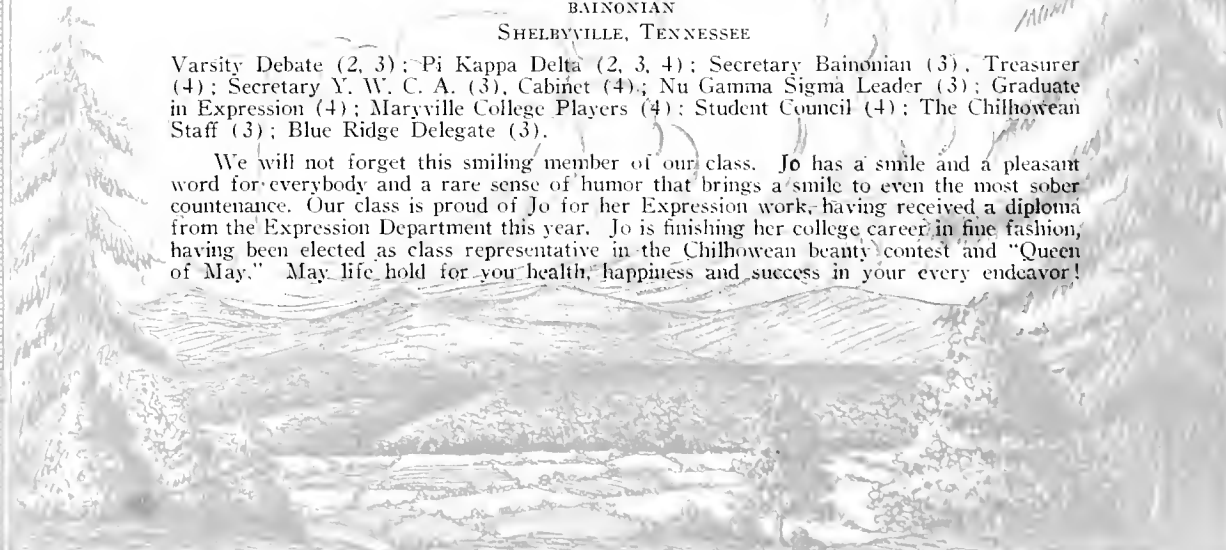 BAINONIAN
SHELBYVILLE, TENNESSEE
Varsity Debate (2, 3); Pi Kappa Delta (2, 3, 4); Secretary Bainonian (3), Treasurer
(4); Secretary Y. W. C. A. (3), Cabinet (4); Nu Gamma Sigma Leader (3); Graduate
in Expression (4); Maryville College Players (4); Student Council (4); The Chilhowean
Staff (3); Blue Ridge Delegate (3).
We will not forget this smiling member of our class. Jo has a smile and a pleasant
word for everybody and a rare sense of humor that brings a smile to even the most sober
countenance. Our class is proud of Jo for her Expression work, having received a diploma
from the Expression Department this year. Jo is finishing her college career in fine fashion,
having been elected as class representative in the Chilhowean beauty contest and "Queen
of May." May life hold for you health, happiness and success in your every endeavor!